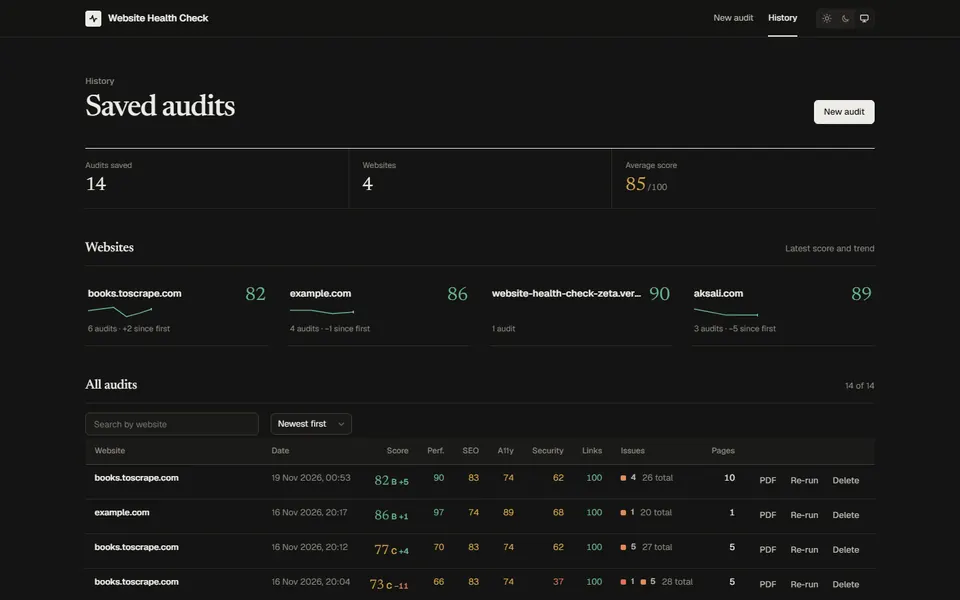 Website Health Check
New audit History
History
Saved audits
New audit
Audits saved Websites Average score
14 4 85/100
Websites Latest score and trend
books.toscrape.com 82 example.com 86 website-health-check-zeta.ver... 90 aksali.com 89
6 audits · +2 since first 4 audits · −1 since first 1 audit 3 audits · −5 since first
All audits 14 of 14
Search by website Newest first
Website Date Score Perf. SEO A11y Security Links Issues Pages
books.toscrape.com 19 Nov 2026, 00:53 82 B +5 90 83 74 62 100 4 26 total 10 PDF Re-run Delete
example.com 16 Nov 2026, 20:17 86 B +1 97 74 89 68 100 1 20 total 1 PDF Re-run Delete
books.toscrape.com 16 Nov 2026, 20:12 77 C +4 70 83 74 62 100 5 27 total 5 PDF Re-run Delete
books.toscrape.com 16 Nov 2026, 20:04 73 C −11 66 83 74 37 100 1 5 28 total 5 PDF Re-run Delete